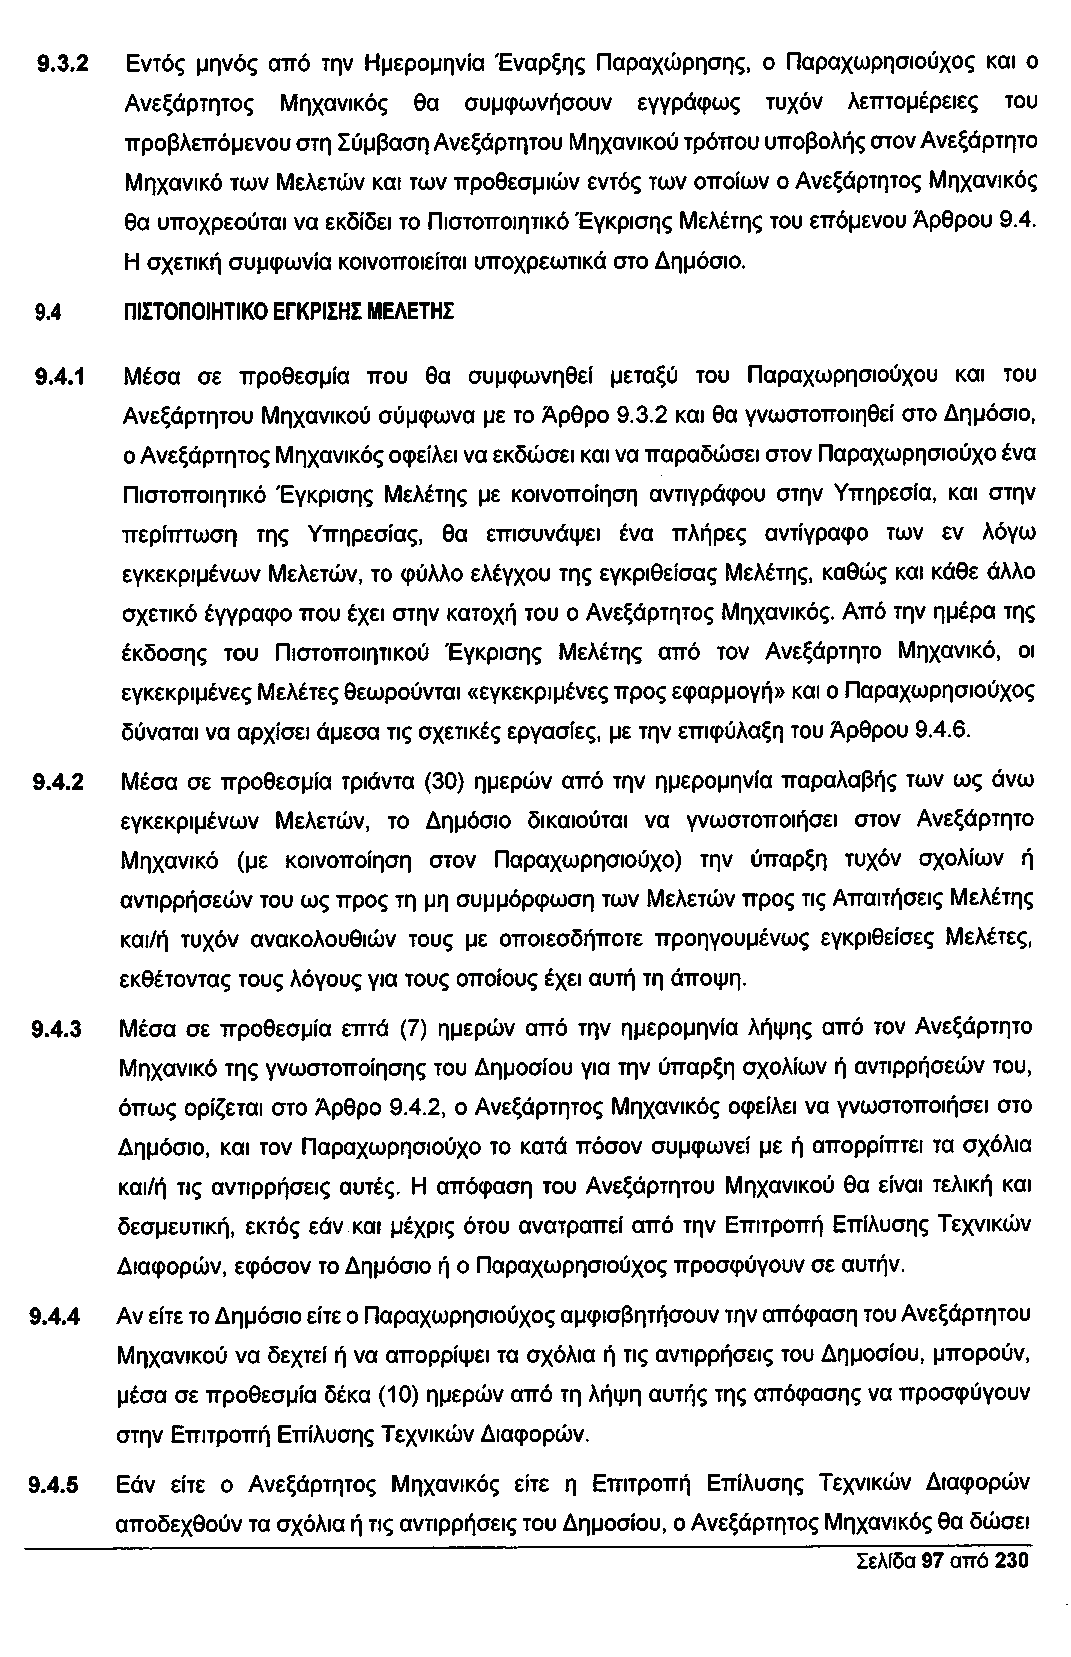 9.3.2 Εντός μηνός από την Ημερομηνία Έναρξης Παραχώρησης, ο Παραχωρησιούχος και ο
Ανεξάρτητος Μηχανικός θα συμφωνήσουν εγγράφως τυχόν λεπτομέρειες του
προβλεπόμενου στη Σύμβαση Ανεξάρτητου Μηχανικού τρόπου υποβολής στον Ανεξάρτητο
Μηχανικό των Μελετών και των προθεσμιών εντός των οποίων ο Ανεξάρτητος Μηχανικός
θα υποχρεούται να εκδίδει το Πιστοποιητικό Έγκρισης Μελέτης του επόμενου Άρθρου 9.4.
Η σχετική συμφωνία κοινοποιείται υποχρεωτικά στο Δημόσιο.
9.4 ΠΙΣΤΟΠΟΙΗΤΙΚΟ ΕΓΚΡΙΣΗΣ ΜΕΛΕΤΗΣ
9.4.1 Μέσα σε προθεσμία που θα συμφωνηθεί μεταξύ του Παραχωρησιούχου και του
Ανεξάρτητου Μηχανικού σύμφωνα με το Άρθρο 9.3.2 και θα γνωστοποιηθεί στο Δημόσιο,
ο Ανεξάρτητος Μηχανικός οφείλει να εκδώσει και να παραδώσει στον Παραχωρησιούχο ένα
Πιστοποιητικό Έγκρισης Μελέτης με κοινοποίηση αντιγράφου στην Υπηρεσία, και στην
περίπτωση της Υπηρεσίας, θα επισυνάψει ένα πλήρες αντίγραφο των εν λόγω
εγκεκριμένων Μελετών, το φύλλο ελέγχου της εγκριθείσας Μελέτης, καθώς και κάθε άλλο
σχετικό έγγραφο που έχει στην κατοχή του ο Ανεξάρτητος Μηχανικός. Από την ημέρα της
έκδοσης του Πιστοποιητικού Έγκρισης Μελέτης από τον Ανεξάρτητο Μηχανικό, οι
εγκεκριμένες Μελέτες θεωρούνται «εγκεκριμένες προς εφαρμογή» και ο Παραχωρησιούχος
δύναται να αρχίσει άμεσα τις σχετικές εργασίες, με την επιφύλαξη του Άρθρου 9.4.6.
9.4.2 Μέσα σε προθεσμία τριάντα (30) ημερών από την ημερομηνία παραλαβής των ως άνω
εγκεκριμένων Μελετών, το Δημόσιο δικαιούται να γνωστοποιήσει στον Ανεξάρτητο
Μηχανικό (με κοινοποίηση στον Παραχωρησιούχο) την ύπαρξη τυχόν σχολίων ή
αντιρρήσεών του ως προς τη μη συμμόρφωση των Μελετών προς τις Απαιτήσεις Μελέτης
και/ή τυχόν ανακολουθιών τους με οποιεσδήποτε προηγουμένως εγκριθείσες Μελέτες,
εκθέτοντας τους λόγους για τους οποίους έχει αυτή τη άποψη.
9.4.3 Μέσα σε προθεσμία επτά (7) ημερών από την ημερομηνία λήψης από τον Ανεξάρτητο
Μηχανικό της γνωστοποίησης του Δημοσίου για την ύπαρξη σχολίων ή αντιρρήσεών του,
όπως ορίζεται στο Άρθρο 9.4.2, ο Ανεξάρτητος Μηχανικός οφείλει να γνωστοποιήσει στο
Δημόσιο, και τον Παραχωρησιούχο το κατά πόσον συμφωνεί με ή απορρίπτει τα σχόλια
και/ή τις αντιρρήσεις αυτές. Η απόφαση του Ανεξάρτητου Μηχανικού θα είναι τελική και
δεσμευτική, εκτός εάν και μέχρις ότου ανατραπεί από την Επιτροπή Επίλυσης Τεχνικών
Διαφορών, εφόσον το Δημόσιο ή ο Παραχωρησιούχος προσφύγουν σε αυτήν.
9.4.4 Αν είτε το Δημόσιο είτε ο Παραχωρησιούχος αμφισβητήσουν την απόφαση του Ανεξάρτητου
Μηχανικού να δεχτεί ή να απορρίψει τα σχόλια ή τις αντιρρήσεις του Δημοσίου, μπορούν,
μέσα σε προθεσμία δέκα (10) ημερών από τη λήψη αυτής της απόφασης να προσφύγουν
στην Επιτροπή Επίλυσης Τεχνικών Διαφορών.
9.4.5 Εάν είτε ο Ανεξάρτητος Μηχανικός είτε η Επιτροπή Επίλυσης Τεχνικών Διαφορών
αποδεχθούν τα σχόλια ή τις αντιρρήσεις του Δημοσίου, ο Ανεξάρτητος Μηχανικός θα δώσει
Σελίδα 97 από 230